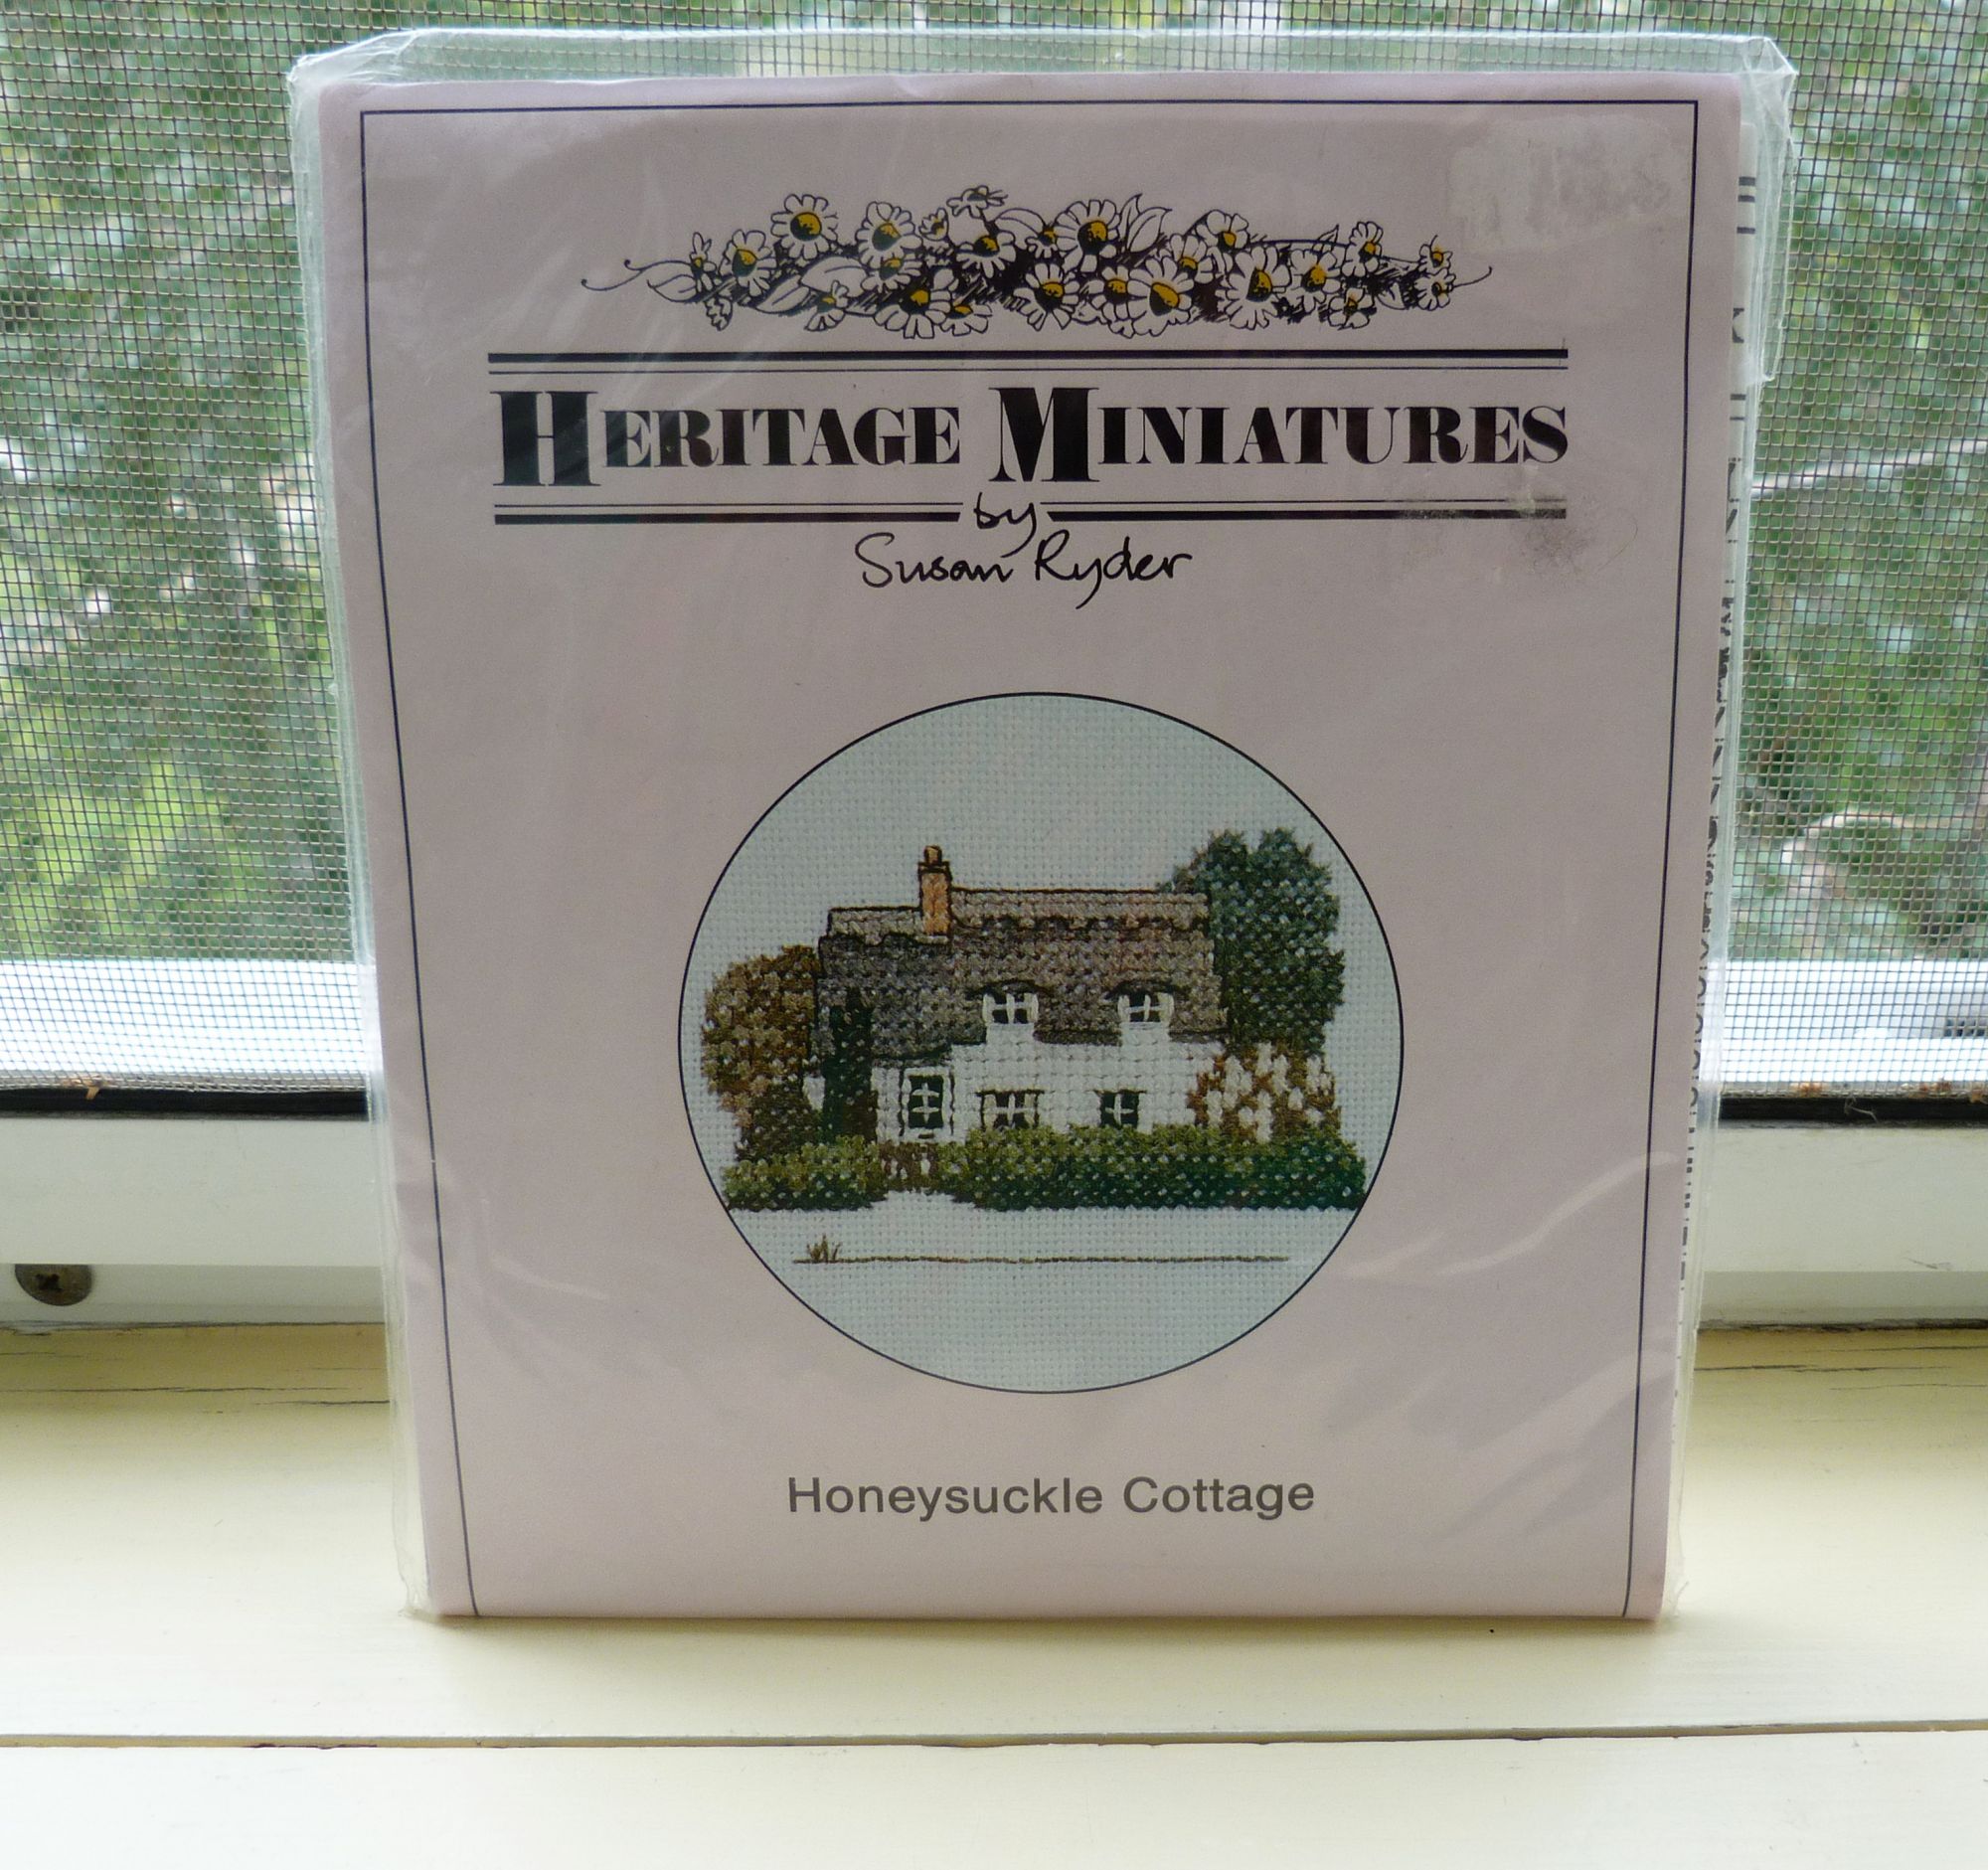 HERITAGE MINIATURES
by
Susan Ryder
Honeysuckle Cottage